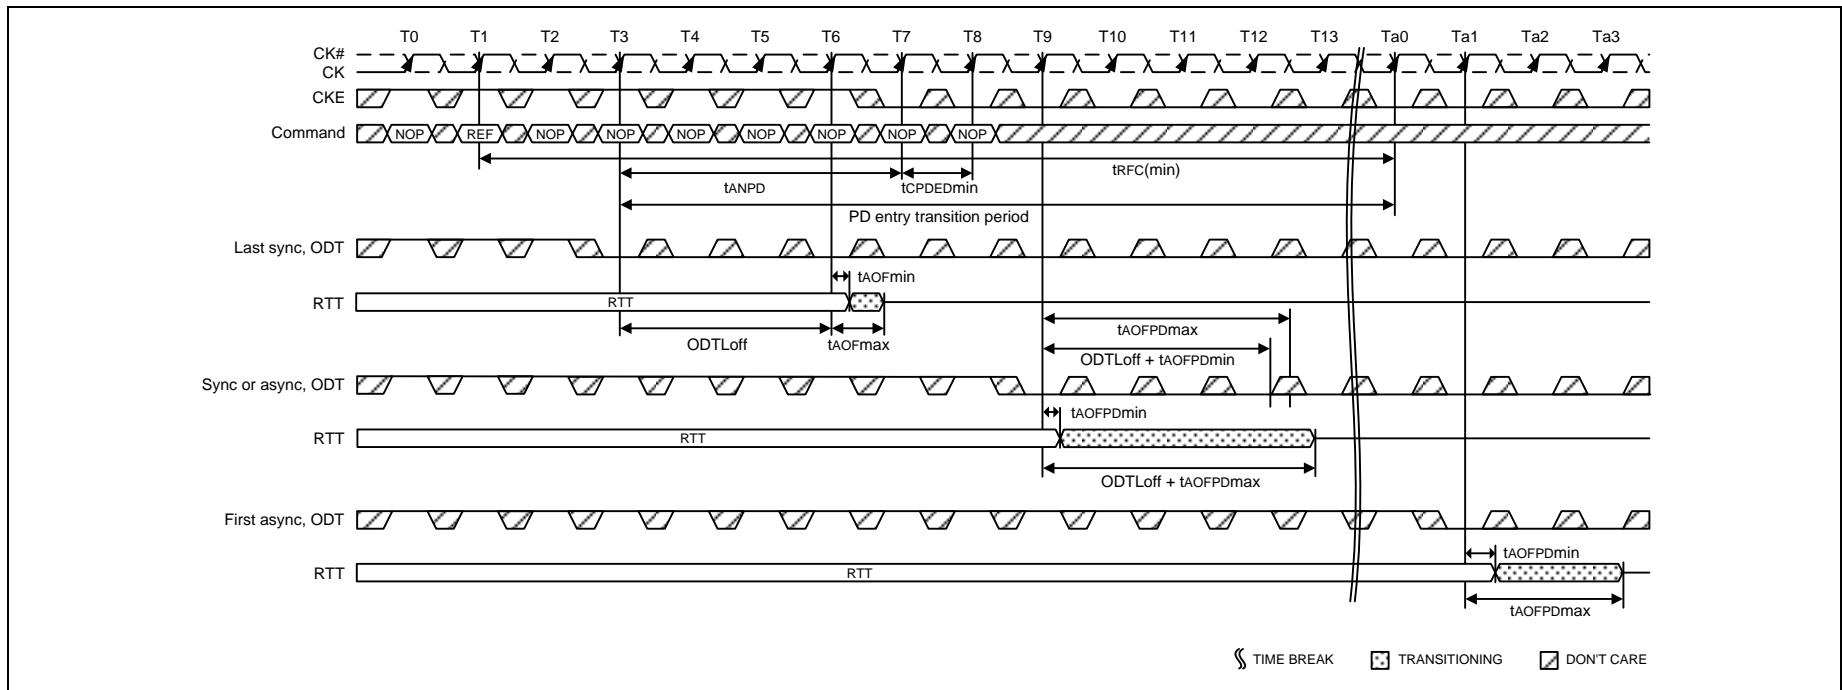 T0 T1 T2 T3 T4 T5 T6 T7 T8 T9 T10 T11 T12 T13 Ta0 Ta1 Ta2 Ta3
CK#
CK
CKE
Command NOP REF NOP NOP NOP NOP NOP NOP NOP
tRFC(min)
tANPD tCPDEDmin
PD entry transition period
Last sync, ODT
tAOFmin
RTT RTT
tAOFPDmax
ODTLoff tAOFmax
ODTLoff + tAOFPDmin
Sync or async, ODT
tAOFPDmin
RTT RTT
ODTLoff + tAOFPDmax
First async, ODT
tAOFPDmin
RTT RTT
tAOFPDmax
TIME BREAK TRANSITIONING DON'T CARE